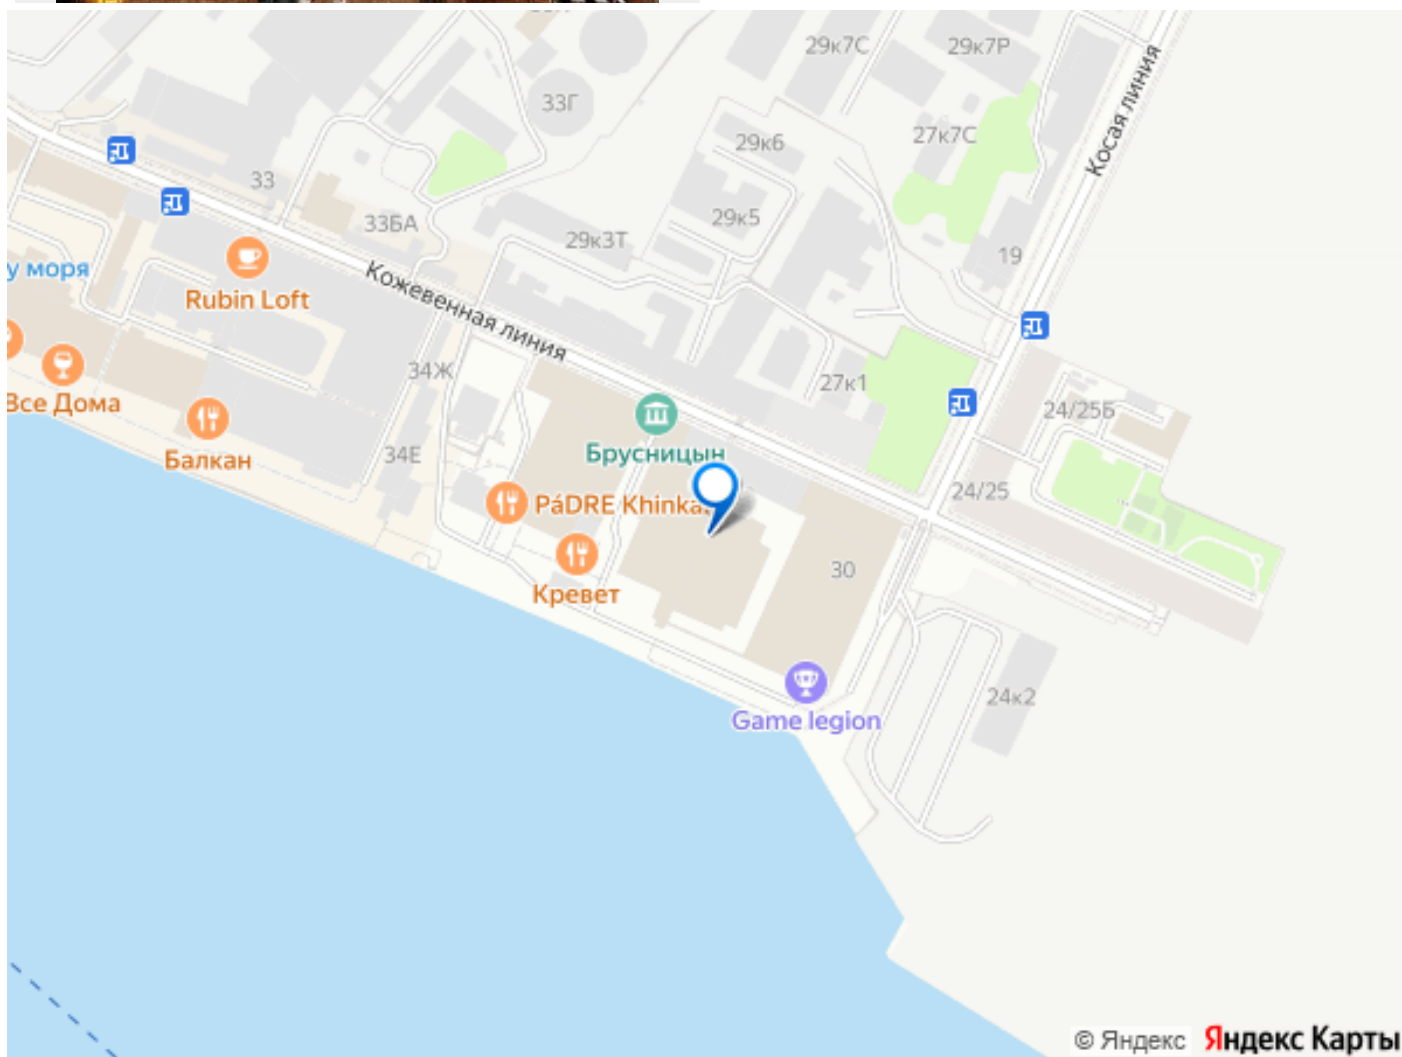 29к7С
29к7Р
Косая линия
33Г
27к7С
29к6
33
33БА
29к5
29к3Т
19
у моря
Rubin Loft
Кожевенная линия
34Ж
27к1
Все Дома
24/25Б
Балкан
34Е
Брусницын
24/25
PáDRE Khinka
30
Кревет
24к2
Game legion
© Яндекс Яндекс Карты